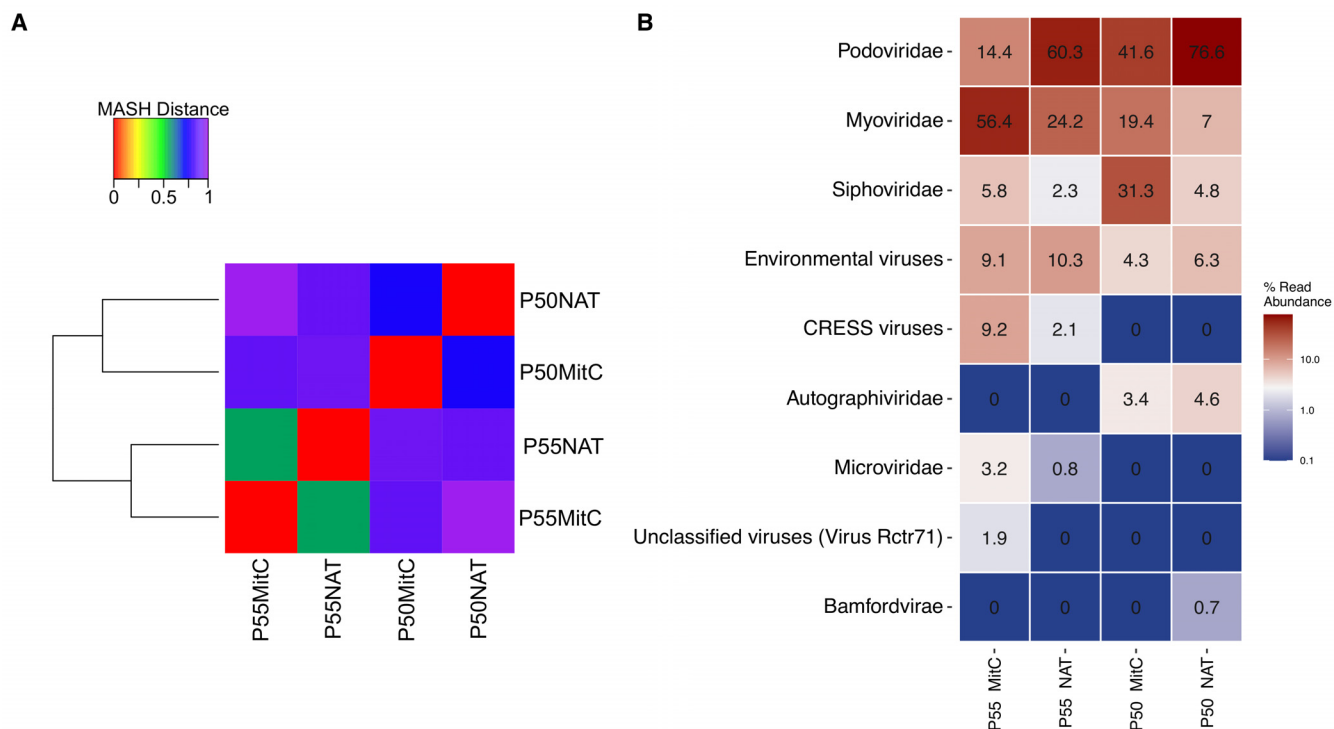 A
MASH Distance
0 0.5 1
P50NAT
P50MitC
P55NAT
P55MitC
P55MitC P55NAT P50MitC P50NAT
B
Podoviridae 14.4 60.3 41.6 76.6
Myoviridae 56.4 24.2 19.4 7
Siphoviridae 5.8 2.3 31.3 4.8
Environmental viruses 9.1 10.3 4.3 6.3
CRESS viruses 9.2 2.1 0 0
Autographiviridae 0 0 3.4 4.6
Microviridae 3.2 0.8 0 0
Unclassified viruses (Virus Rctr71) 1.9 0 0 0
Bamfordvirae 0 0 0 0.7
P55 MitC P55 NAT P50 MitC P50 NAT
% Read
Abundance
10.0
1.0
0.1